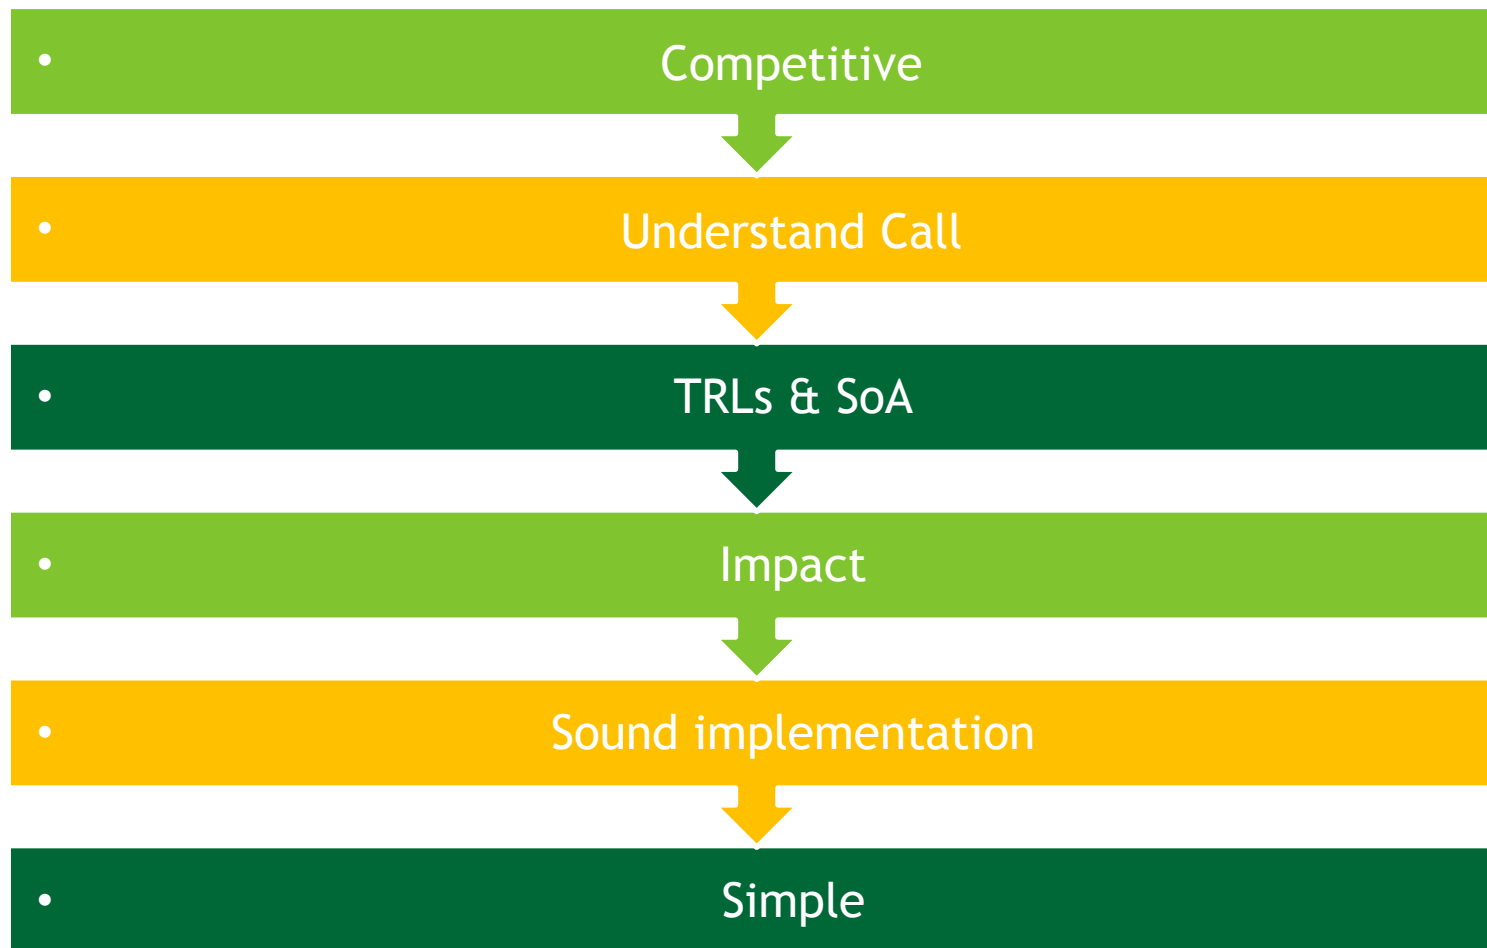 • Competitive
• Understand Call
• TRLs & SoA
• Impact
• Sound implementation
• Simple